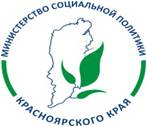 МИНИСТЕРСТВО СОЦИАЛЬНОЙ ПОЛИТИКИ
КРАСНОЯРСКОГО КРАЯ